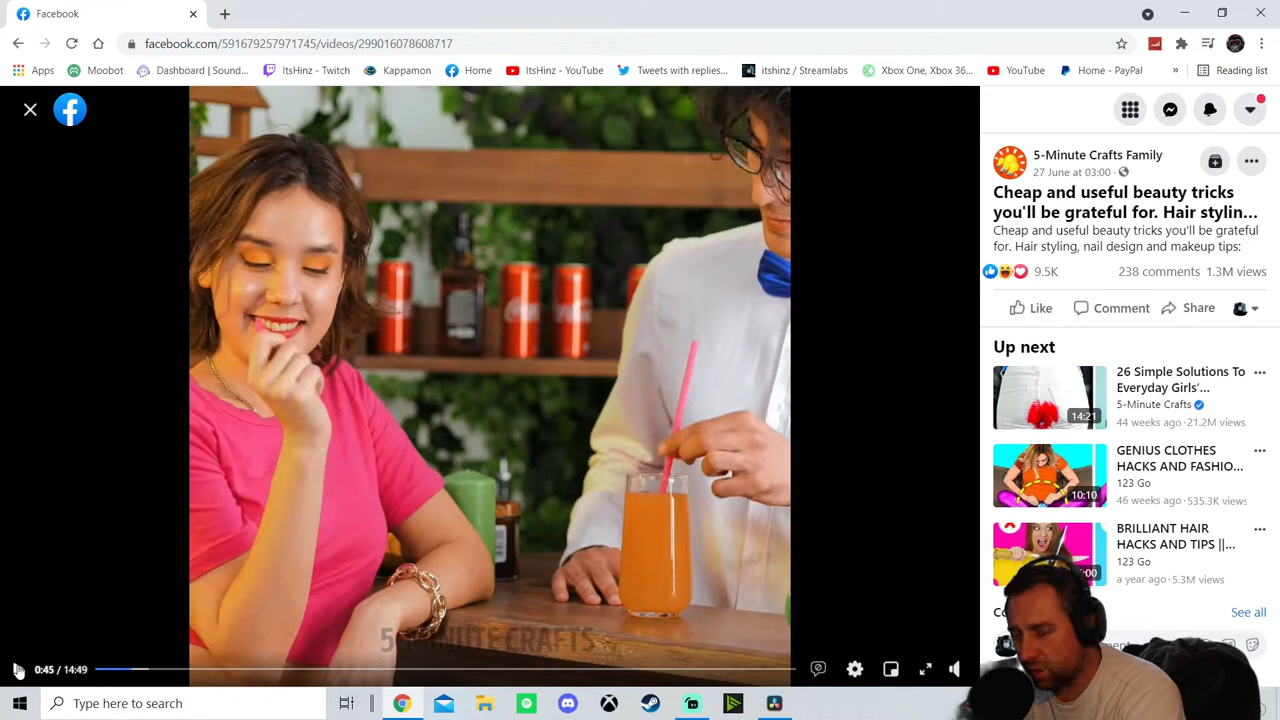 Facebook
facebook.com/591679257971745/videos/299016078608717
Apps Moobot Dashboard | Sound... ItsHinz - Twitch Kappamon Home ItsHinz - YouTube Tweets with replies... itshinz / Streamlabs Xbox One, Xbox 36... YouTube Home - PayPal » Reading list
5-Minute Crafts Family
27 June at 03:00 ·
Cheap and useful beauty tricks
you'll be grateful for. Hair stylin...
Cheap and useful beauty tricks you'll be grateful
for. Hair styling, nail design and makeup tips:
9.5K 238 comments 1.3M views
Like Comment Share
Up next
26 Simple Solutions To
Everyday Girls'...
5-Minute Crafts
44 weeks ago · 21.2M views
14:21
GENIUS CLOTHES
HACKS AND FASHIO...
123 Go
46 weeks ago · 535.3K views
10:10
BRILLIANT HAIR
HACKS AND TIPS ||...
123 Go
a year ago · 5.3M views
See all
5-MINUTE CRAFTS
0:45 / 14:49
Type here to search